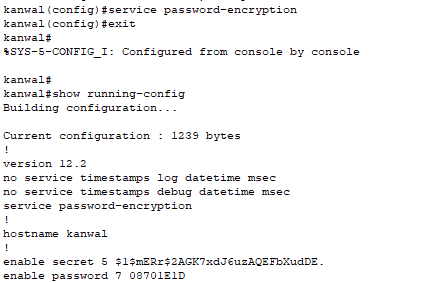 kanwal(config)#service password-encryption
kanwal(config)#exit
kanwal#
%SYS-5-CONFIG_I: Configured from console by console
kanwal#
kanwal#show running-config
Building configuration...
Current configuration : 1239 bytes
!
version 12.2
no service timestamps log datetime msec
no service timestamps debug datetime msec
service password-encryption
!
hostname kanwal
!
enable secret 5 $1$mERr$2AGK7xdJ6uzAQEFbXudDE.
enable password 7 08701E1D